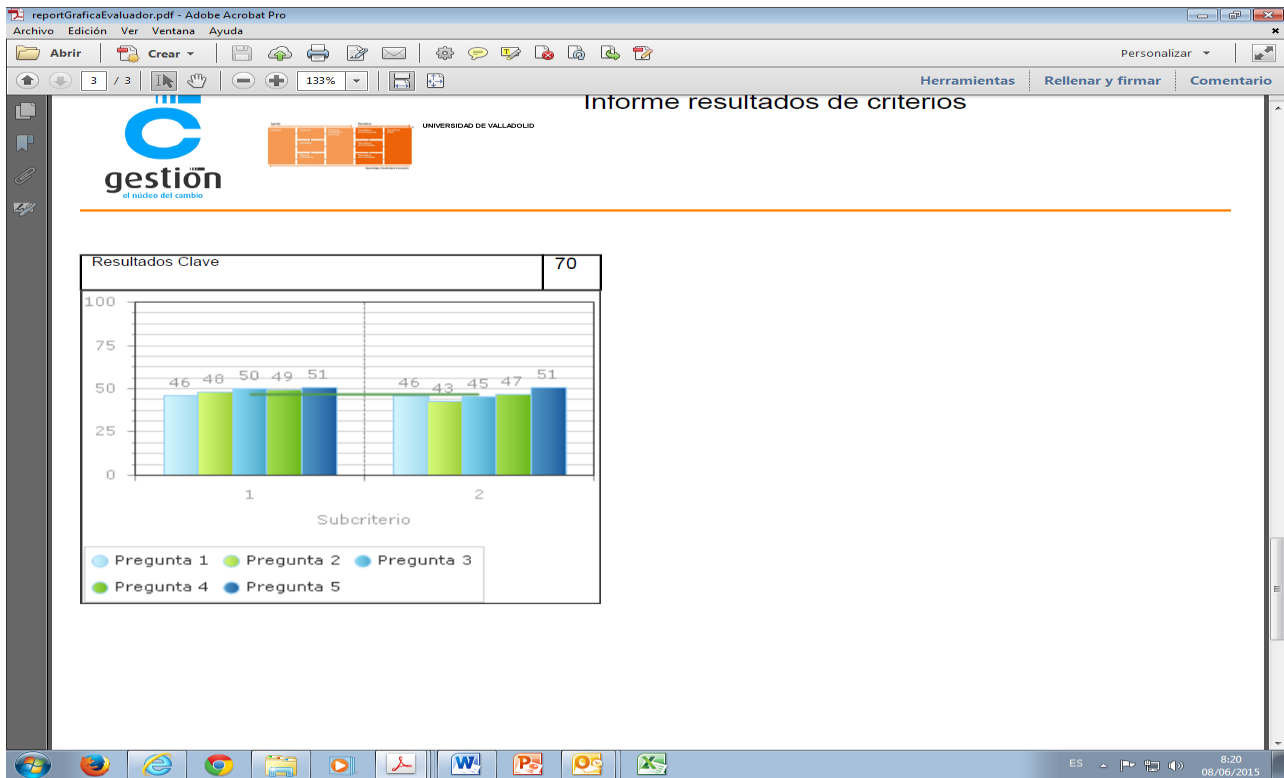 reportGraficaEvaluador.pdf - Adobe Acrobat Pro
Archivo Edición Ver Ventana Ayuda
Abrir Crear Personalizar
3 / 3 133% Herramientas Rellenar y firmar Comentario
Informe resultados de criterios
UNIVERSIDAD DE VALLADOLID
gestión
el núcleo del cambio
Resultados Clave 70
100
75
50
25
0
46 48 50 49 51 46 43 45 47 51
1 2
Subcriterio
Pregunta 1 Pregunta 2 Pregunta 3
Pregunta 4 Pregunta 5
ES 8:20
08/06/2015